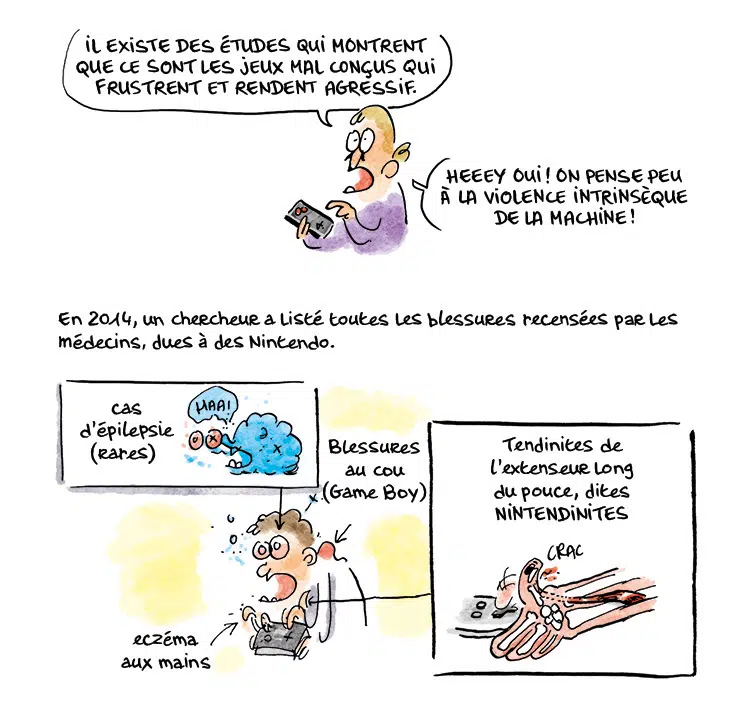 iL EXiSTE DES ÉTUDES QUi MONTRENT
QUE CE SONT LES JEUX MAL CONÇUS QUi
FRUSTRENT ET RENDENT AGRESSiF.
HEEEY OUi ! ON PENSE PEU
À LA ViOLENCE iNTRiNSÈQUE
DE LA MACHiNE !
En 2014, un chercheur a listé toutes les blessures recensées par les
médecins, dues à des Nintendo.
cas
d'épilepsie
(rares)
HAA!
Blessures
au cou
(Game Boy)
Tendinites de
l'extenseur long
du pouce, dites
NiNTENDiNiTES
CRAC
eczéma
aux mains